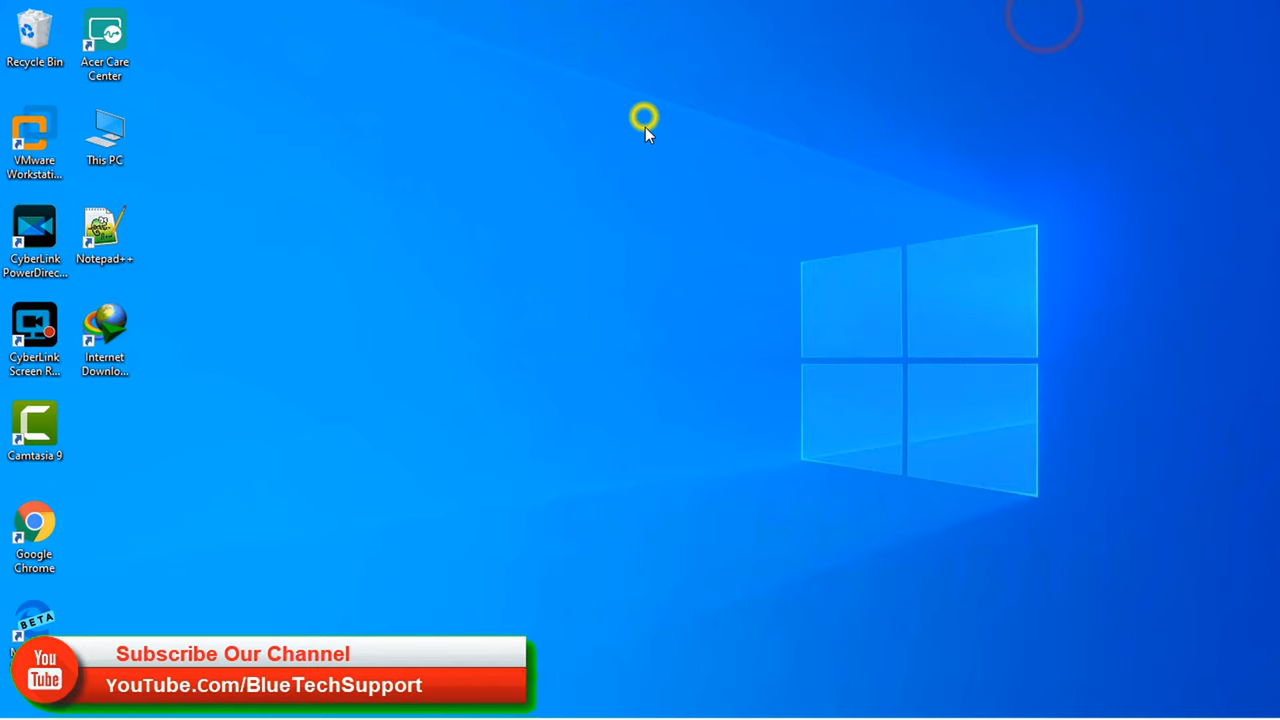 Recycle Bin
Acer Care
Center
VMware
Workstati...
This PC
CyberLink
PowerDirec...
Notepad++
CyberLink
Screen R...
Internet
Downlo...
Camtasia 9
Google
Chrome
BETA
You
Tube
Subscribe Our Channel
YouTube.Com/BlueTechSupport